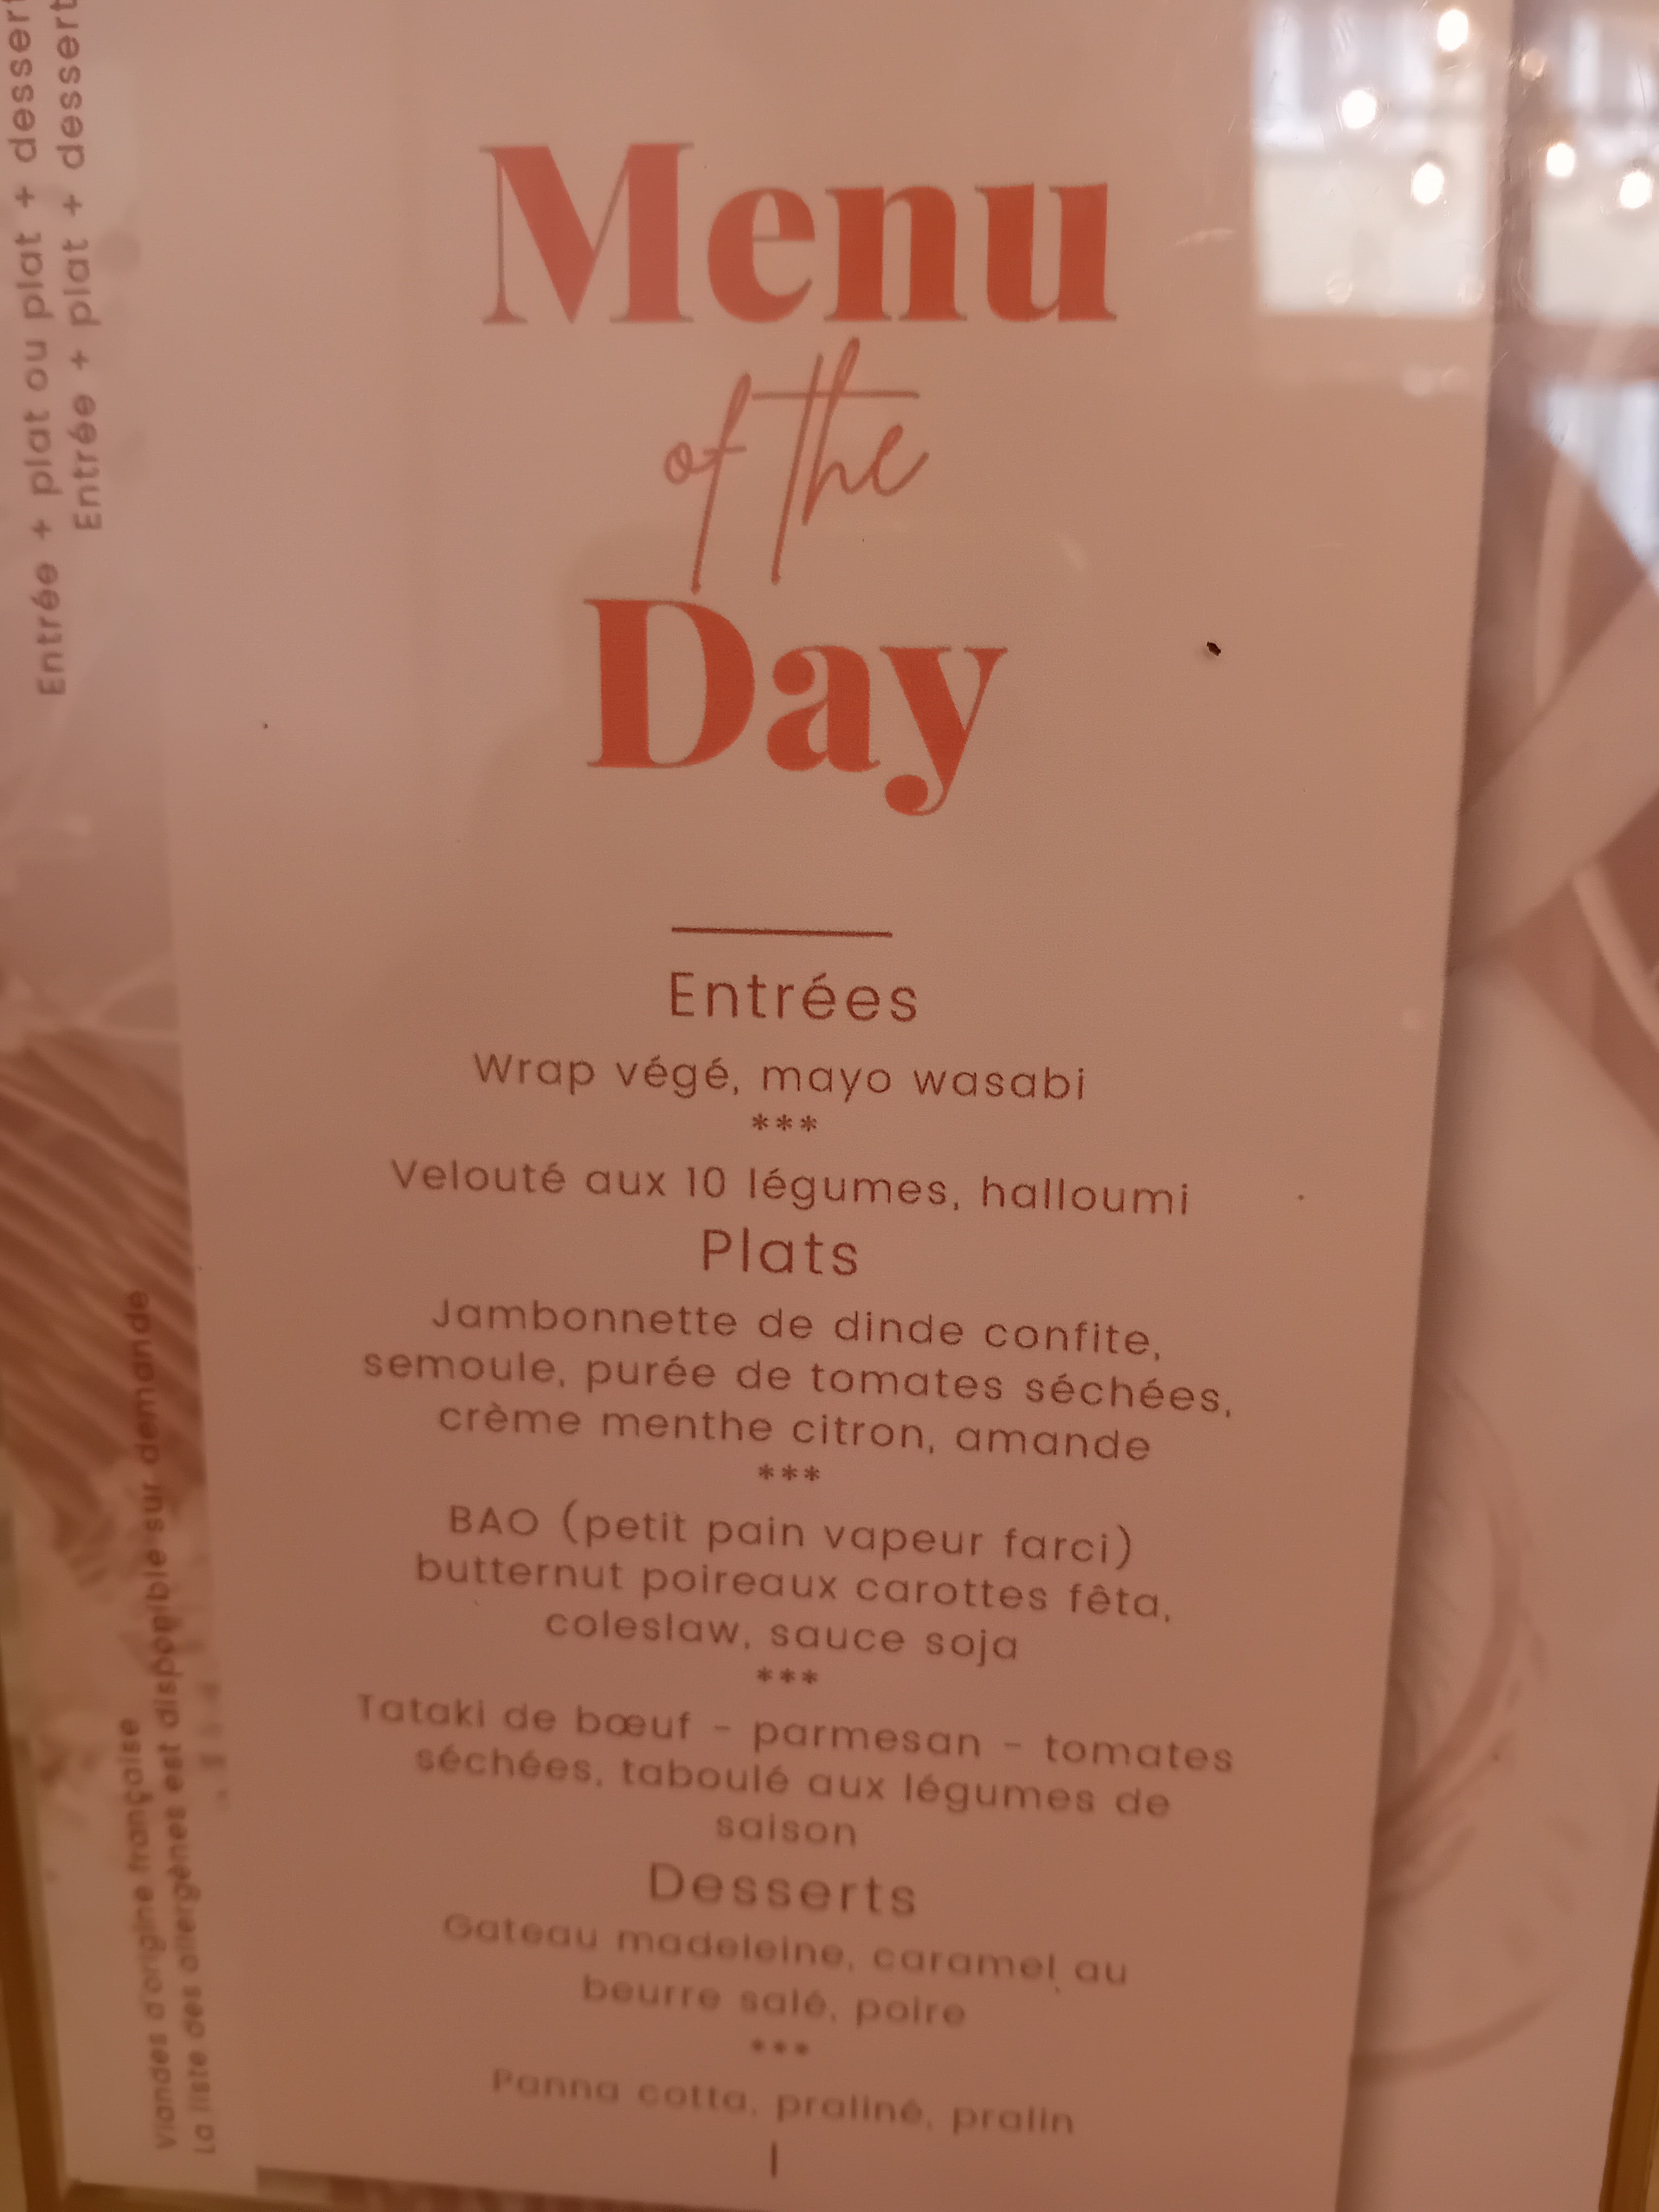 Entrée + plat ou plat + dessert
Entrée + plat + dessert
Menu
of the
Day
Entrées
Wrap végé, mayo wasabi
***
Velouté aux 10 légumes, halloumi
Plats
Jambonnette de dinde confite,
semoule, purée de tomates séchées,
crème menthe citron, amande
***
BAO (petit pain vapeur farci)
butternut poireaux carottes fêta,
coleslaw, sauce soja
***
Tataki de bœuf - parmesan - tomates
séchées, taboulé aux légumes de
saison
Desserts
Gateau madeleine, caramel au
beurre salé, poire
***
Panna cotta, praliné, pralin
Viandes d'origine française
La liste des allergènes est disponible sur demande